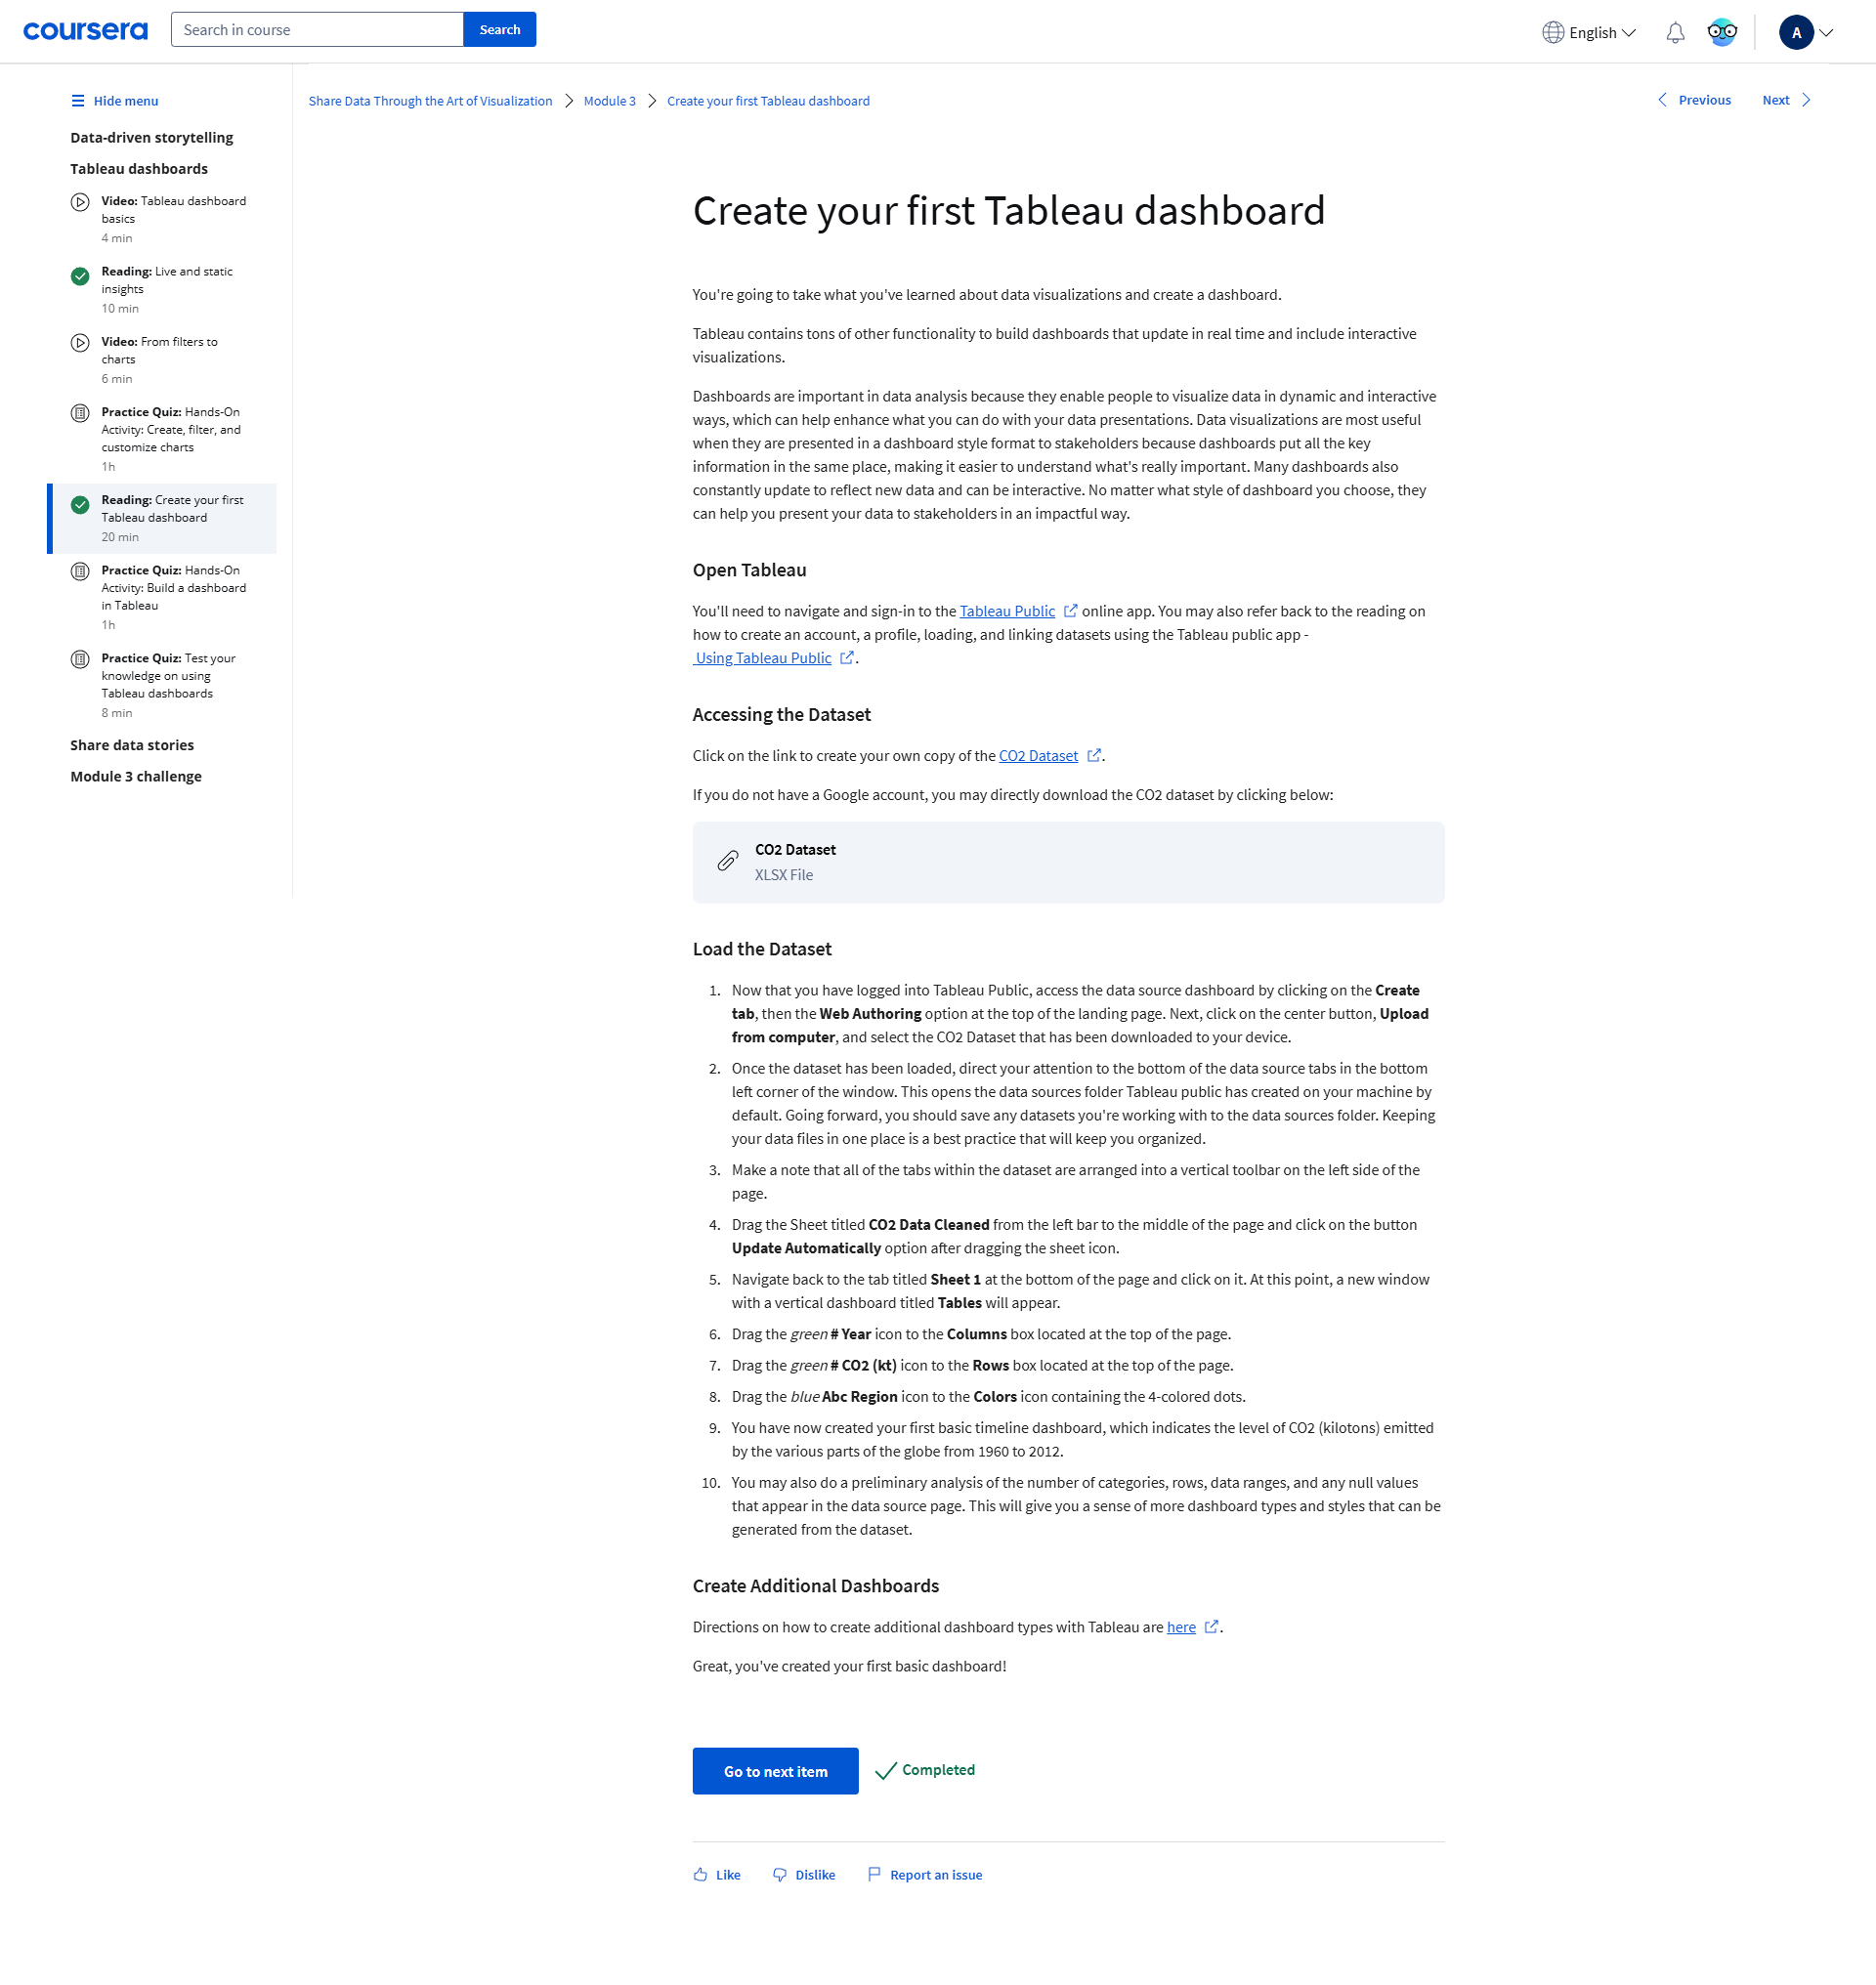 coursera
Search in course
Search
English
A
Hide menu
Share Data Through the Art of Visualization
Module 3
Create your first Tableau dashboard
Previous
Next
Data-driven storytelling
Tableau dashboards
Video: Tableau dashboard
basics
4 min
Reading: Live and static
insights
10 min
Video: From filters to
charts
6 min
Practice Quiz: Hands-On
Activity: Create, filter, and
customize charts
1h
Reading: Create your first
Tableau dashboard
20 min
Practice Quiz: Hands-On
Activity: Build a dashboard
in Tableau
1h
Practice Quiz: Test your
knowledge on using
Tableau dashboards
8 min
Share data stories
Module 3 challenge
Create your first Tableau dashboard
You're going to take what you've learned about data visualizations and create a dashboard.
Tableau contains tons of other functionality to build dashboards that update in real time and include interactive
visualizations.
Dashboards are important in data analysis because they enable people to visualize data in dynamic and interactive
ways, which can help enhance what you can do with your data presentations. Data visualizations are most useful
when they are presented in a dashboard style format to stakeholders because dashboards put all the key
information in the same place, making it easier to understand what's really important. Many dashboards also
constantly update to reflect new data and can be interactive. No matter what style of dashboard you choose, they
can help you present your data to stakeholders in an impactful way.
Open Tableau
You'll need to navigate and sign-in to the Tableau Public online app. You may also refer back to the reading on
how to create an account, a profile, loading, and linking datasets using the Tableau public app -
Using Tableau Public .
Accessing the Dataset
Click on the link to create your own copy of the CO2 Dataset .
If you do not have a Google account, you may directly download the CO2 dataset by clicking below:
CO2 Dataset
XLSX File
Load the Dataset
1. Now that you have logged into Tableau Public, access the data source dashboard by clicking on the Create
tab, then the Web Authoring option at the top of the landing page. Next, click on the center button, Upload
from computer, and select the CO2 Dataset that has been downloaded to your device.
2. Once the dataset has been loaded, direct your attention to the bottom of the data source tabs in the bottom
left corner of the window. This opens the data sources folder Tableau public has created on your machine by
default. Going forward, you should save any datasets you're working with to the data sources folder. Keeping
your data files in one place is a best practice that will keep you organized.
3. Make a note that all of the tabs within the dataset are arranged into a vertical toolbar on the left side of the
page.
4. Drag the Sheet titled CO2 Data Cleaned from the left bar to the middle of the page and click on the button
Update Automatically option after dragging the sheet icon.
5. Navigate back to the tab titled Sheet 1 at the bottom of the page and click on it. At this point, a new window
with a vertical dashboard titled Tables will appear.
6. Drag the green # Year icon to the Columns box located at the top of the page.
7. Drag the green # CO2 (kt) icon to the Rows box located at the top of the page.
8. Drag the blue Abc Region icon to the Colors icon containing the 4-colored dots.
9. You have now created your first basic timeline dashboard, which indicates the level of CO2 (kilotons) emitted
by the various parts of the globe from 1960 to 2012.
10. You may also do a preliminary analysis of the number of categories, rows, data ranges, and any null values
that appear in the data source page. This will give you a sense of more dashboard types and styles that can be
generated from the dataset.
Create Additional Dashboards
Directions on how to create additional dashboard types with Tableau are here .
Great, you've created your first basic dashboard!
Go to next item
Completed
Like
Dislike
Report an issue